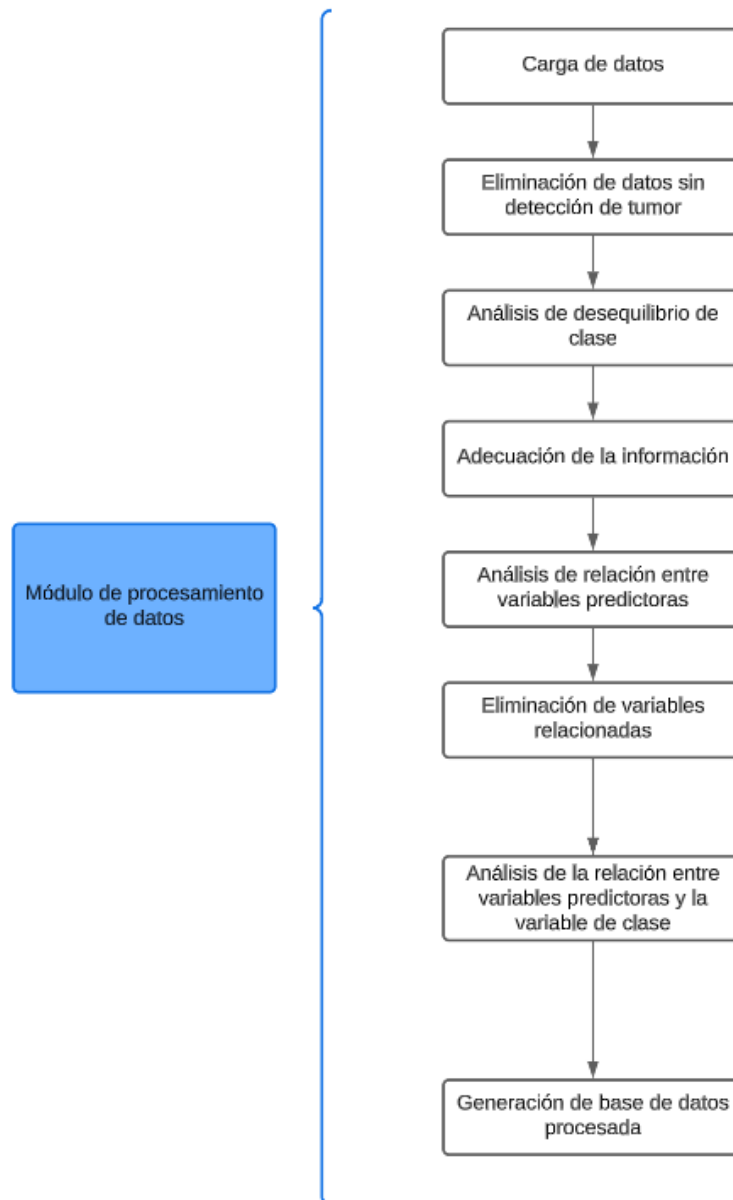 Carga de datos
Eliminación de datos sin
detección de tumor
Análisis de desequilibrio de
clase
Adecuación de la información
Módulo de procesamiento
de datos
Análisis de relación entre
variables predictoras
Eliminación de variables
relacionadas
Análisis de la relación entre
variables predictoras y la
variable de clase
Generación de base de datos
procesada